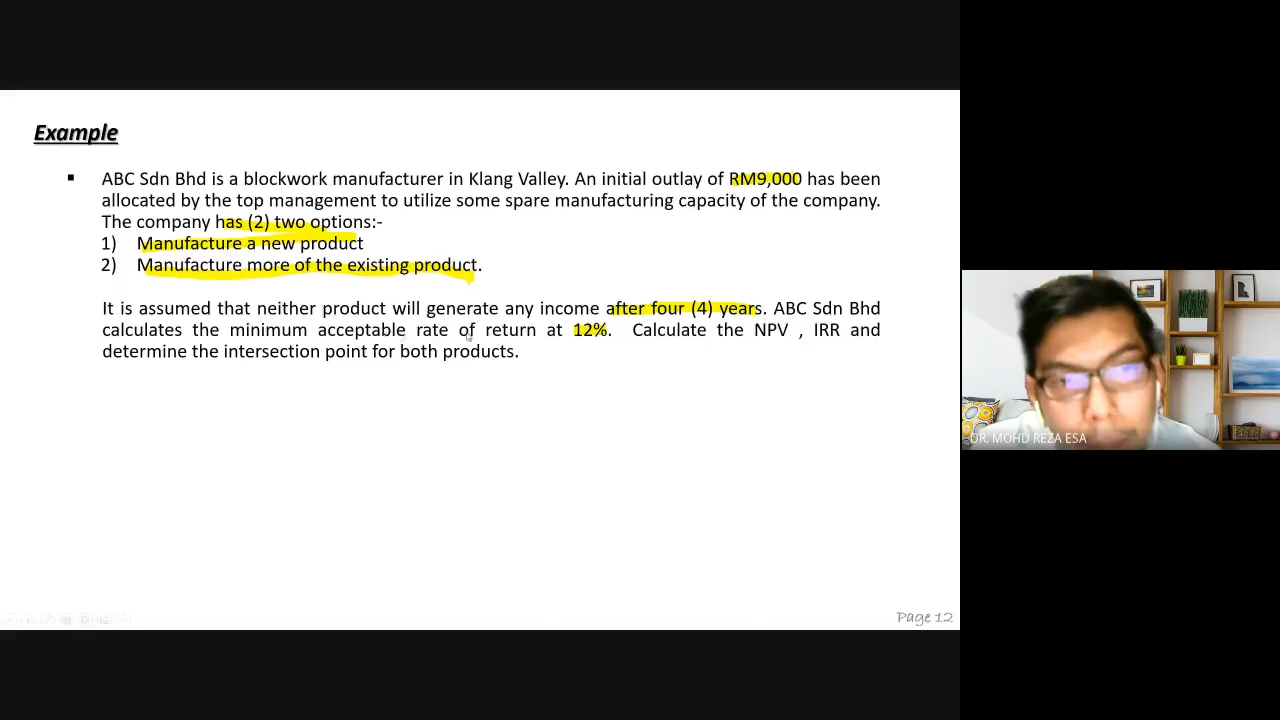 Example
▪ ABC Sdn Bhd is a blockwork manufacturer in Klang Valley. An initial outlay of RM9,000 has been
allocated by the top management to utilize some spare manufacturing capacity of the company.
The company has (2) two options:-
1) Manufacture a new product
2) Manufacture more of the existing product.
It is assumed that neither product will generate any income after four (4) years. ABC Sdn Bhd
calculates the minimum acceptable rate of return at 12%. Calculate the NPV , IRR and
determine the intersection point for both products.
Page 12
DR. MOHD REZA ESA